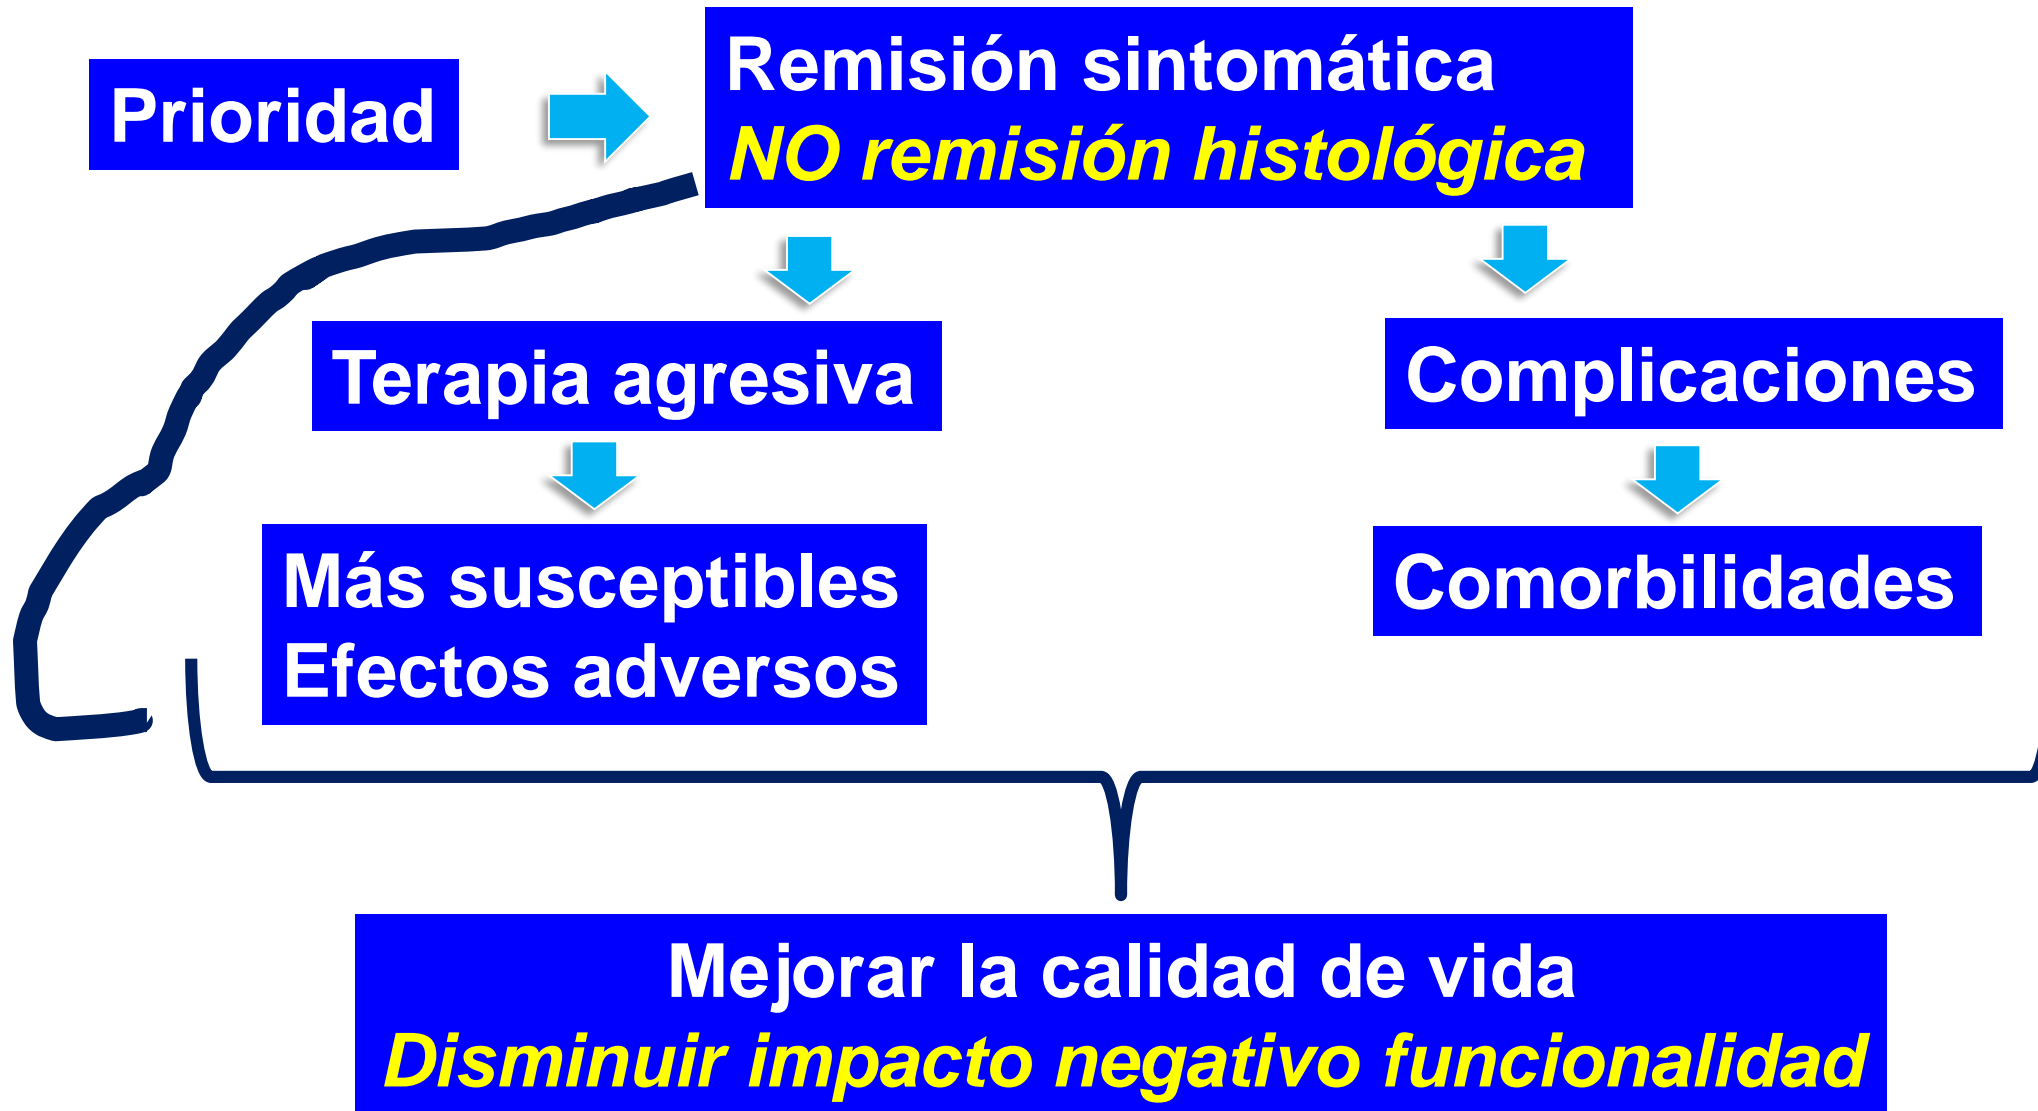 Prioridad
Remisión sintomática
NO remisión histológica
Terapia agresiva
Complicaciones
Más susceptibles
Efectos adversos
Comorbilidades
Mejorar la calidad de vida
Disminuir impacto negativo funcionalidad